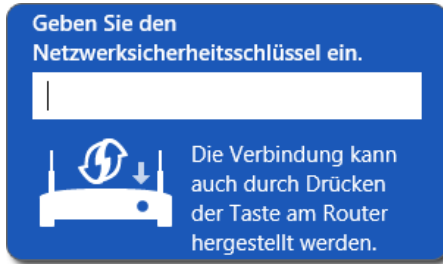 Geben Sie den
Netzwerksicherheitsschlüssel ein.
Die Verbindung kann
auch durch Drücken
der Taste am Router
hergestellt werden.